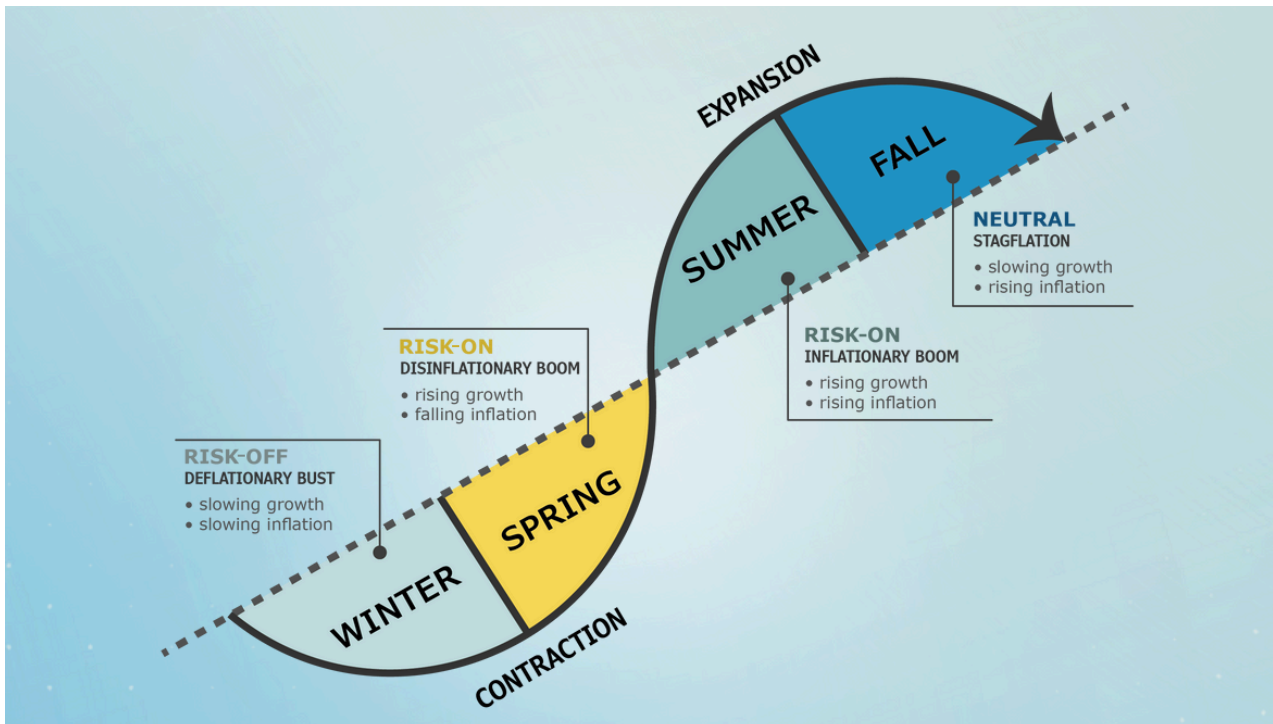 EXPANSION
FALL
NEUTRAL
STAGFLATION
• slowing growth
• rising inflation
SUMMER
RISK-ON
INFLATIONARY BOOM
• rising growth
• rising inflation
RISK-ON
DISINFLATIONARY BOOM
• rising growth
• falling inflation
SPRING
RISK-OFF
DEFLATIONARY BUST
• slowing growth
• slowing inflation
WINTER
CONTRACTION